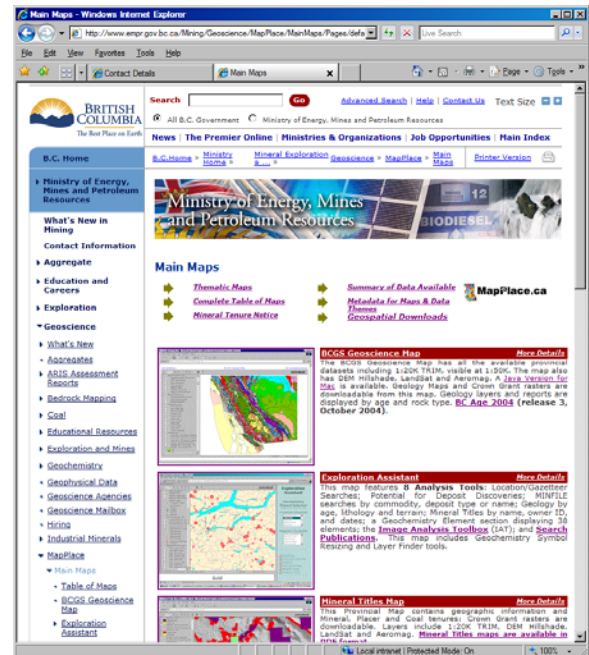 Main Maps - Windows Internet Explorer
http://www.empr.gov.bc.ca/Mining/Geoscience/MapPlace/MainMaps/Pages/defa
Live Search
File Edit View Favorites Tools Help
Contact Details
Main Maps
Page
Tools
BRITISH
COLUMBIA
The Best Place on Earth
Search
Go
Advanced Search | Help | Contact Us Text Size
All B.C. Government Ministry of Energy, Mines and Petroleum Resources
News | The Premier Online | Ministries & Organizations | Job Opportunities | Main Index
B.C. Home
B.C.Home » Ministry Home » Mineral Exploration a ... » Geoscience » MapPlace » Main Maps
Printer Version
Ministry of Energy,
Mines and Petroleum
Resources
What's New in
Mining
Contact Information
Aggregate
Education and
Careers
Exploration
Geoscience
What's New
Aggregates
ARIS Assessment
Reports
Bedrock Mapping
Coal
Educational Resources
Exploration and Mines
Geochemistry
Geophysical Data
Geoscience Agencies
Geoscience Mailbox
Hiring
Industrial Minerals
MapPlace
Main Maps
Table of Maps
BCGS Geoscience
Map
Exploration
Assistant
Ministry of Energy, Mines
and Petroleum Resources
12
BIODIESEL
Main Maps
Thematic Maps
Complete Table of Maps
Mineral Tenure Notice
Summary of Data Available
Metadata for Maps & Data
Themes
Geospatial Downloads
MapPlace.ca
BCGS Geoscience Map More Details
The BCGS Geoscience Map has all the available provincial
datasets including 1:20K TRIM, visible at 1:50K. The map also
has DEM Hillshade, LandSat and Aeromag. A Java Version for
Mac is available. Geology Maps and Crown Grant rasters are
downloadable from this map. Geology layers and reports are
displayed by age and rock type. BC Age 2004 (release 3,
October 2004).
Exploration Assistant More Details
This map features 8 Analysis Tools: Location/Gazetteer
Searches; Potential for Deposit Discoveries; MINFILE
searches by commodity, deposit type or name; Geology by
age, lithology and terrain; Mineral Titles by name, owner ID,
and dates; a Geochemistry Element section displaying 38
elements; the Image Analysis Toolbox (IAT); and Search
Publications. This map includes Geochemistry Symbol
Resizing and Layer Finder tools.
Exploration
Assistant
Mineral Titles Map More Details
This Provincial Map contains geographic information and
Mineral, Placer and Coal tenures; Crown Grant rasters are
downloadable. Layers include 1:20K TRIM, DEM Hillshade,
LandSat and Aeromag. Mineral Titles maps are available in
PDF format
Local intranet | Protected Mode: On
100%